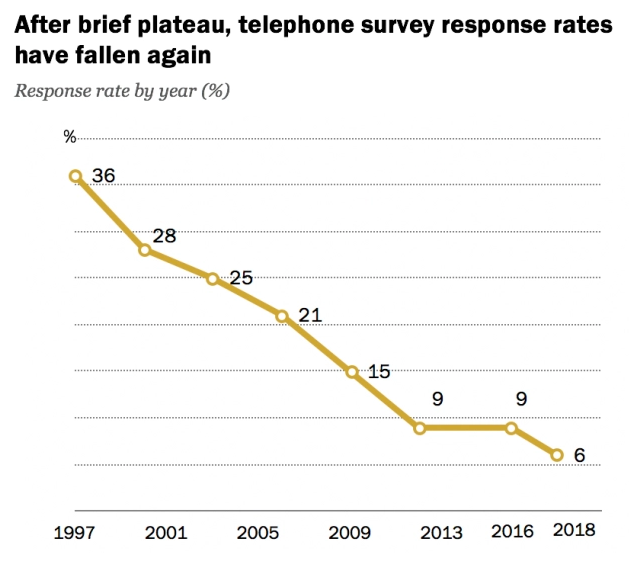 After brief plateau, telephone survey response rates
have fallen again
Response rate by year (%)
%
36
28
25
21
15
9
9
6
1997 2001 2005 2009 2013 2016 2018